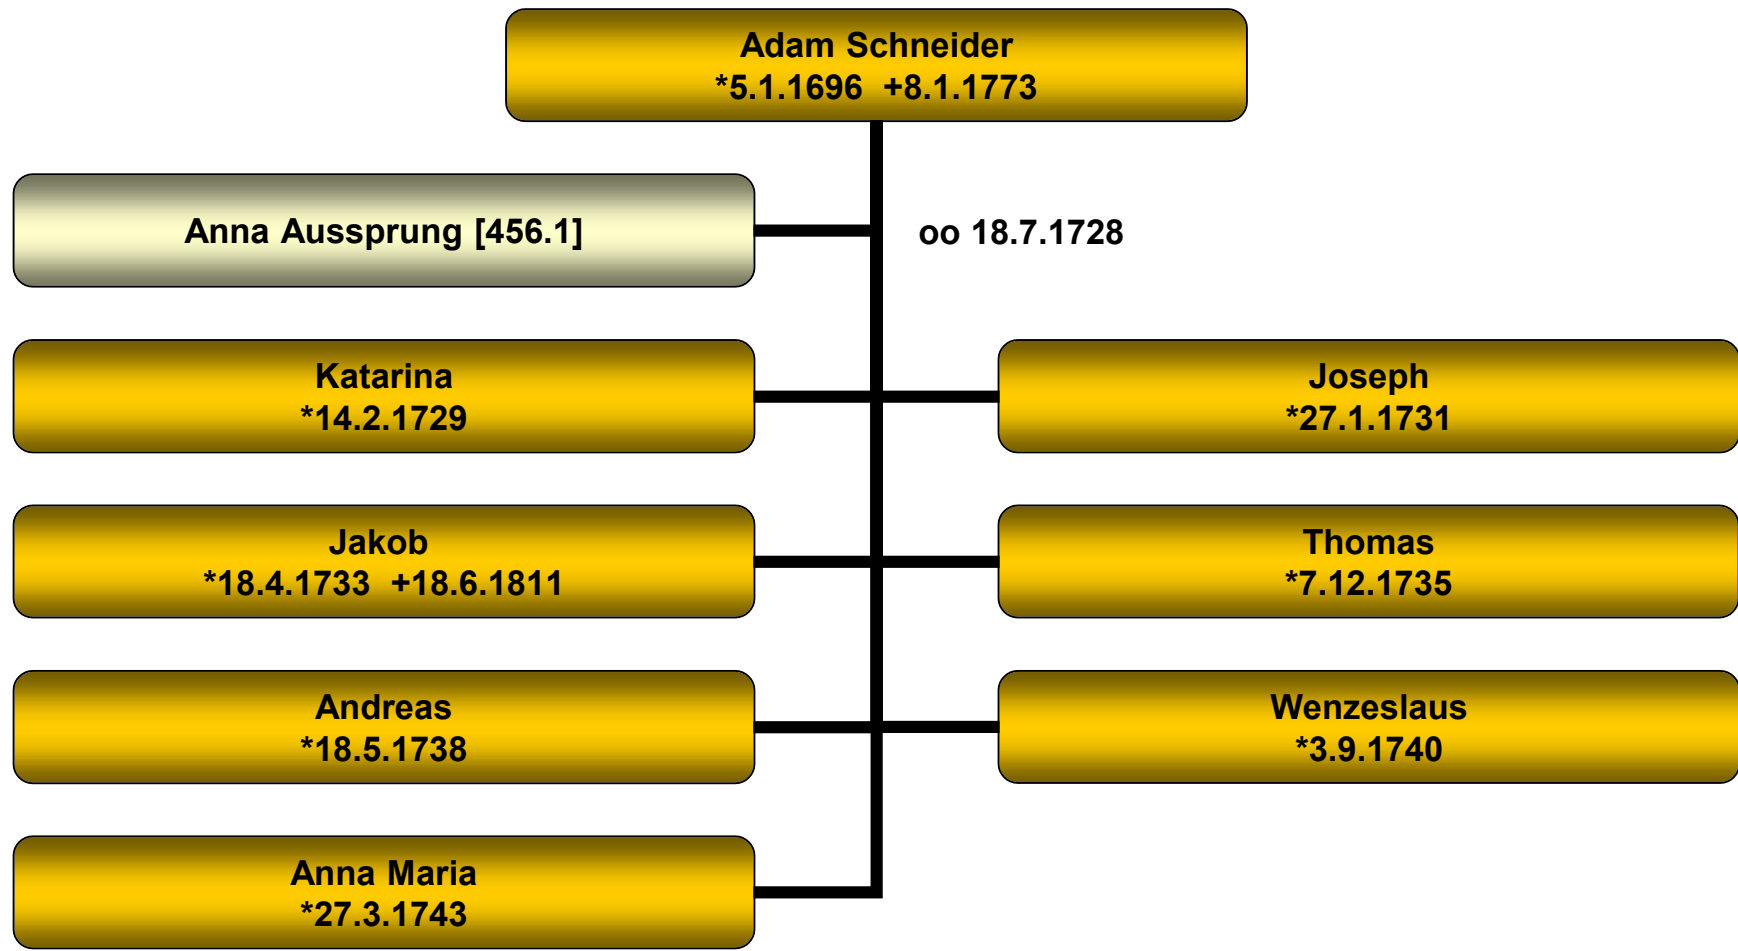 Adam Schneider
*5.1.1696  +8.1.1773
Anna Aussprung [456.1]
oo 18.7.1728
Katarina
*14.2.1729
Joseph
*27.1.1731
Jakob
*18.4.1733  +18.6.1811
Thomas
*7.12.1735
Andreas
*18.5.1738
Wenzeslaus
*3.9.1740
Anna Maria
*27.3.1743